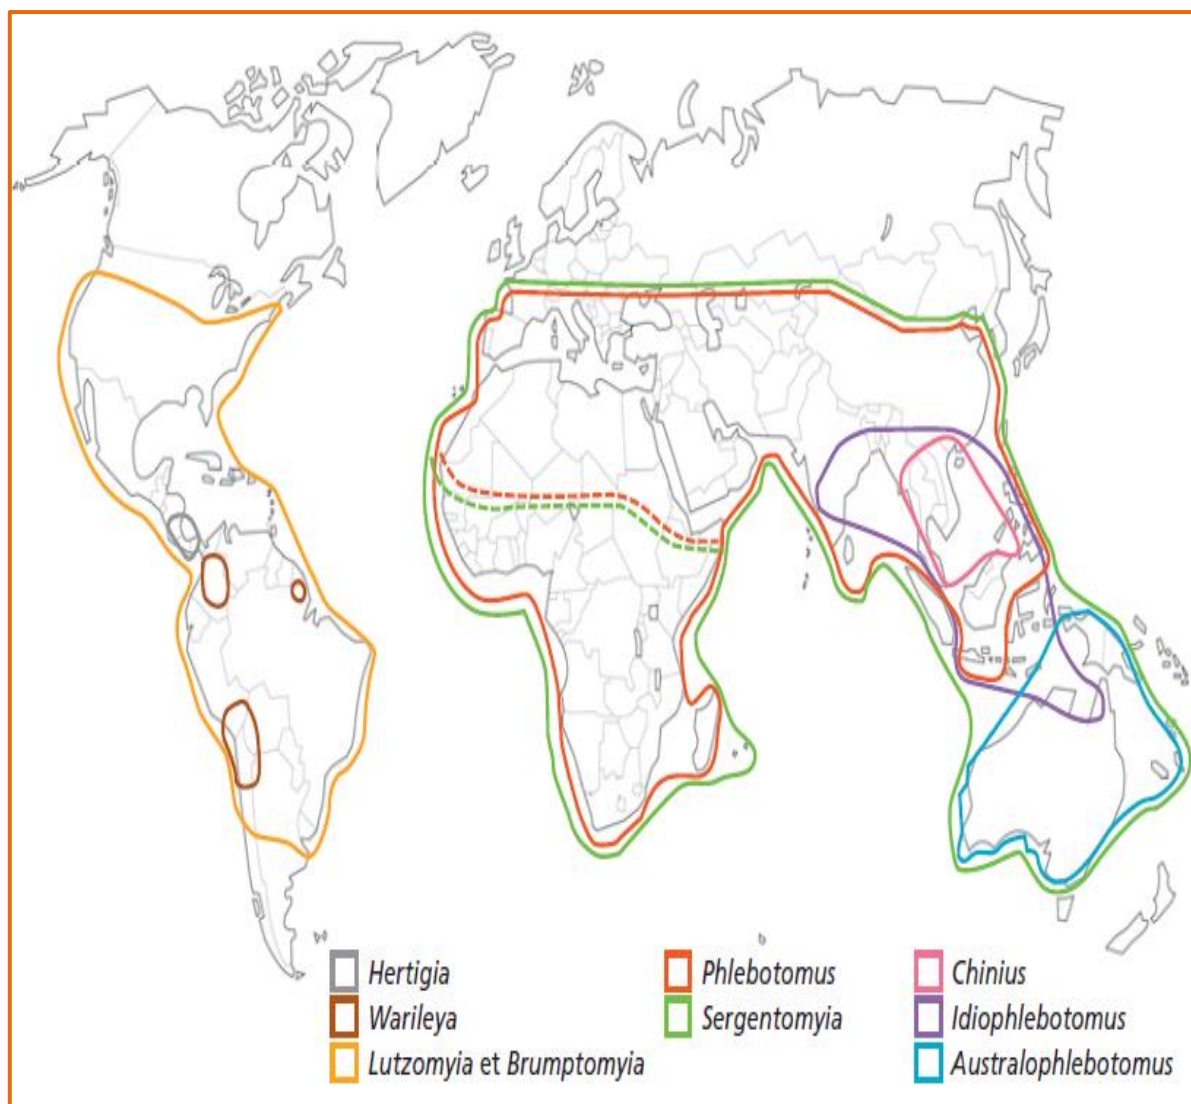 Hertigia
Warileya
Lutzomyia et Brumptomyia
Phlebotomus
Sergentomyia
Chinius
Idiophlebotomus
Australophlebotomus